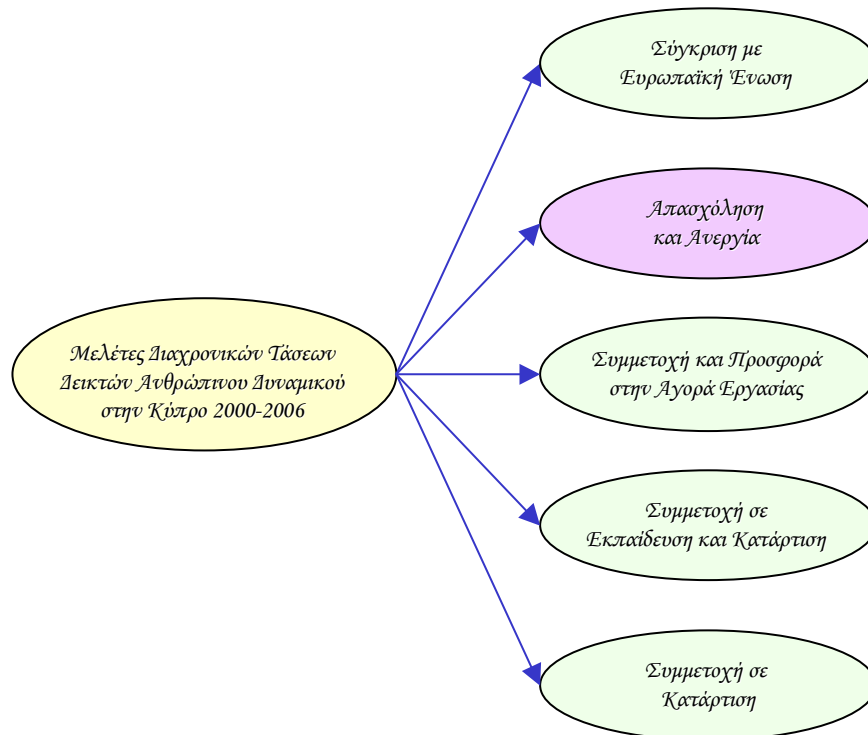 Σύγκριση με
Ευρωπαϊκή Ένωση
Απασχόληση
και Ανεργία
Μελέτες Διαχρονικών Τάσεων
Δεικτών Ανθρώπινου Δυναμικού
στην Κύπρο 2000-2006
Συμμετοχή και Προσφορά
στην Αγορά Εργασίας
Συμμετοχή σε
Εκπαίδευση και Κατάρτιση
Συμμετοχή σε
Κατάρτιση